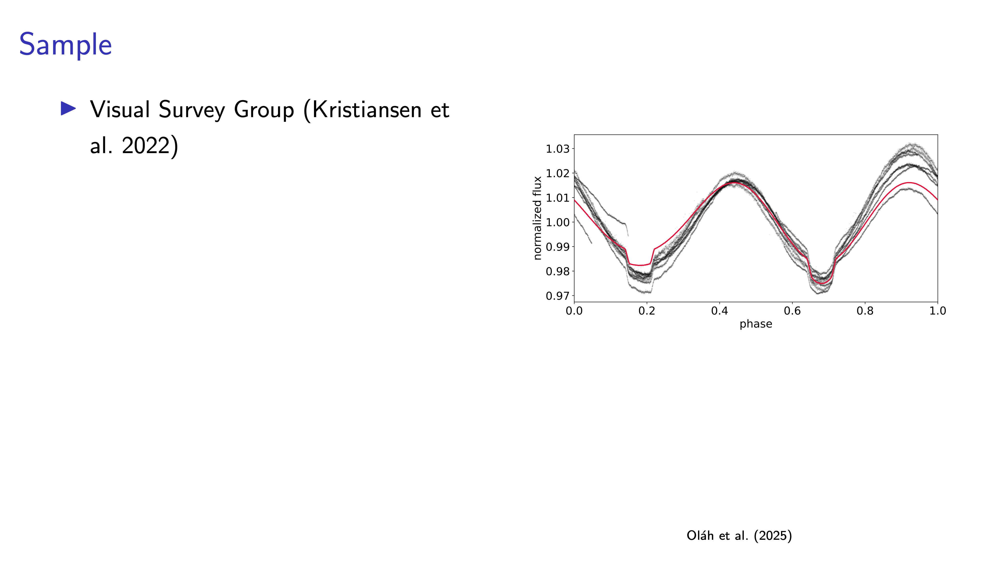 Sample
Visual Survey Group (Kristiansen et
al. 2022)
1.03
1.02
1.01
1.00
0.99
0.98
0.97
normalized flux
0.0 0.2 0.4 0.6 0.8 1.0
phase
Oláh et al. (2025)